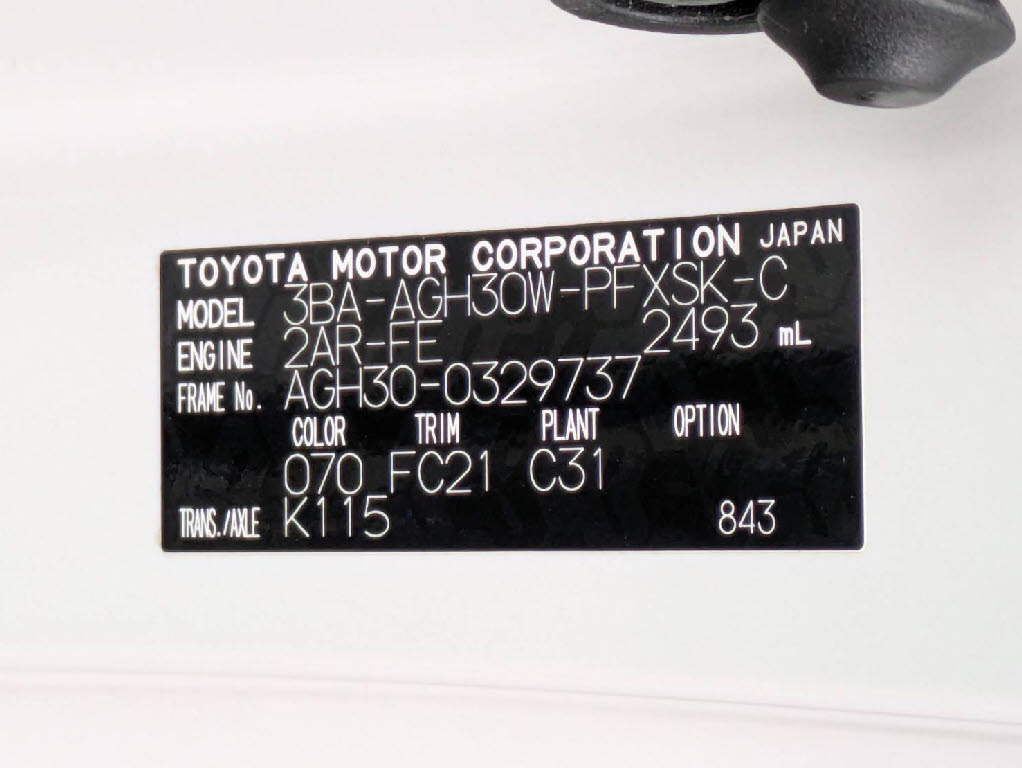 TOYOTA MOTOR CORPORATION JAPAN
MODEL 3BA-AGH30W-PFXSK-C
ENGINE 2AR-FE 2493 mL
FRAME No. AGH30-0329737
COLOR TRIM PLANT OPTION
070 FC21 C31
TRANS./AXLE K115 843